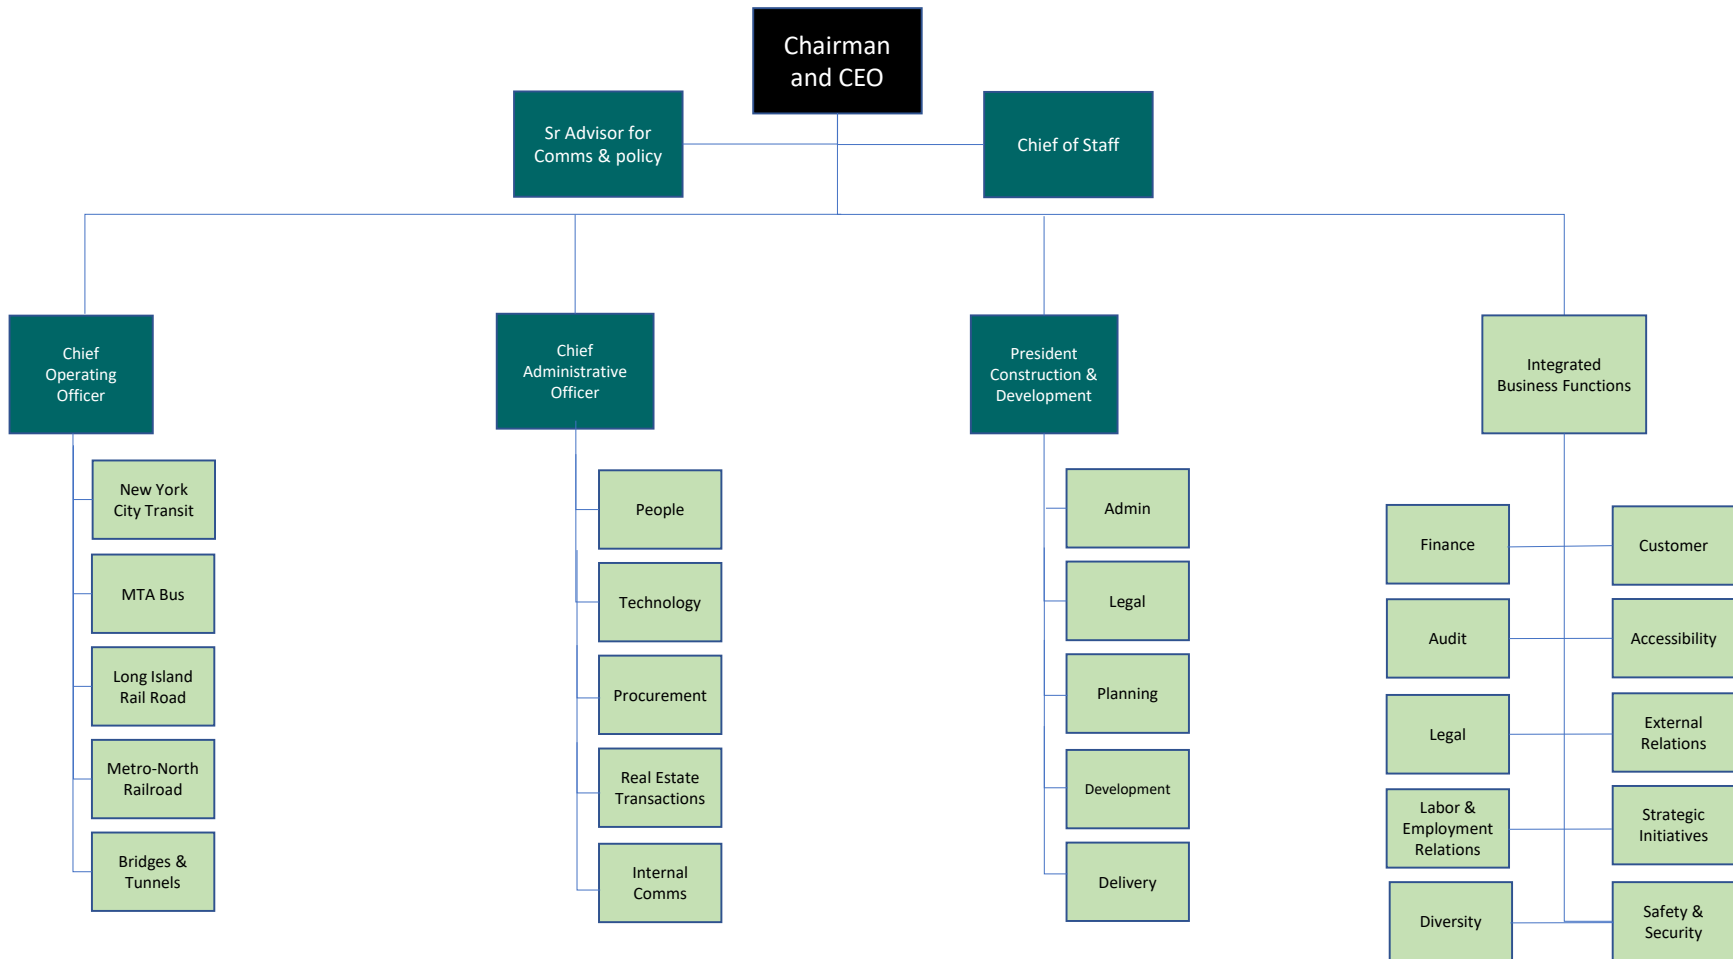 Chairman
and CEO
Sr Advisor for
Comms & policy
Chief of Staff
Chief
Operating
Officer
New York
City Transit
MTA Bus
Long Island
Rail Road
Metro-North
Railroad
Bridges &
Tunnels
Chief
Administrative
Officer
People
Technology
Procurement
Real Estate
Transactions
Internal
Comms
President
Construction &
Development
Admin
Legal
Planning
Development
Delivery
Integrated
Business Functions
Finance
Customer
Audit
Accessibility
Legal
External
Relations
Labor &
Employment
Relations
Strategic
Initiatives
Diversity
Safety &
Security